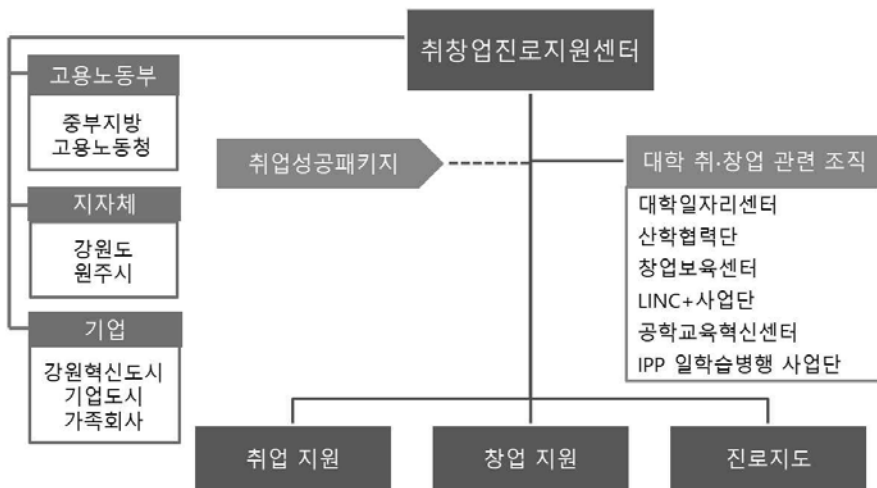 취창업진로지원센터
고용노동부
중부지방
고용노동청
지자체
강원도
원주시
기업
강원혁신도시
기업도시
가족회사
취업성공패키지
대학 취·창업 관련 조직
대학일자리센터
산학협력단
창업보육센터
LINC+사업단
공학교육혁신센터
IPP 일학습병행 사업단
취업 지원
창업 지원
진로지도